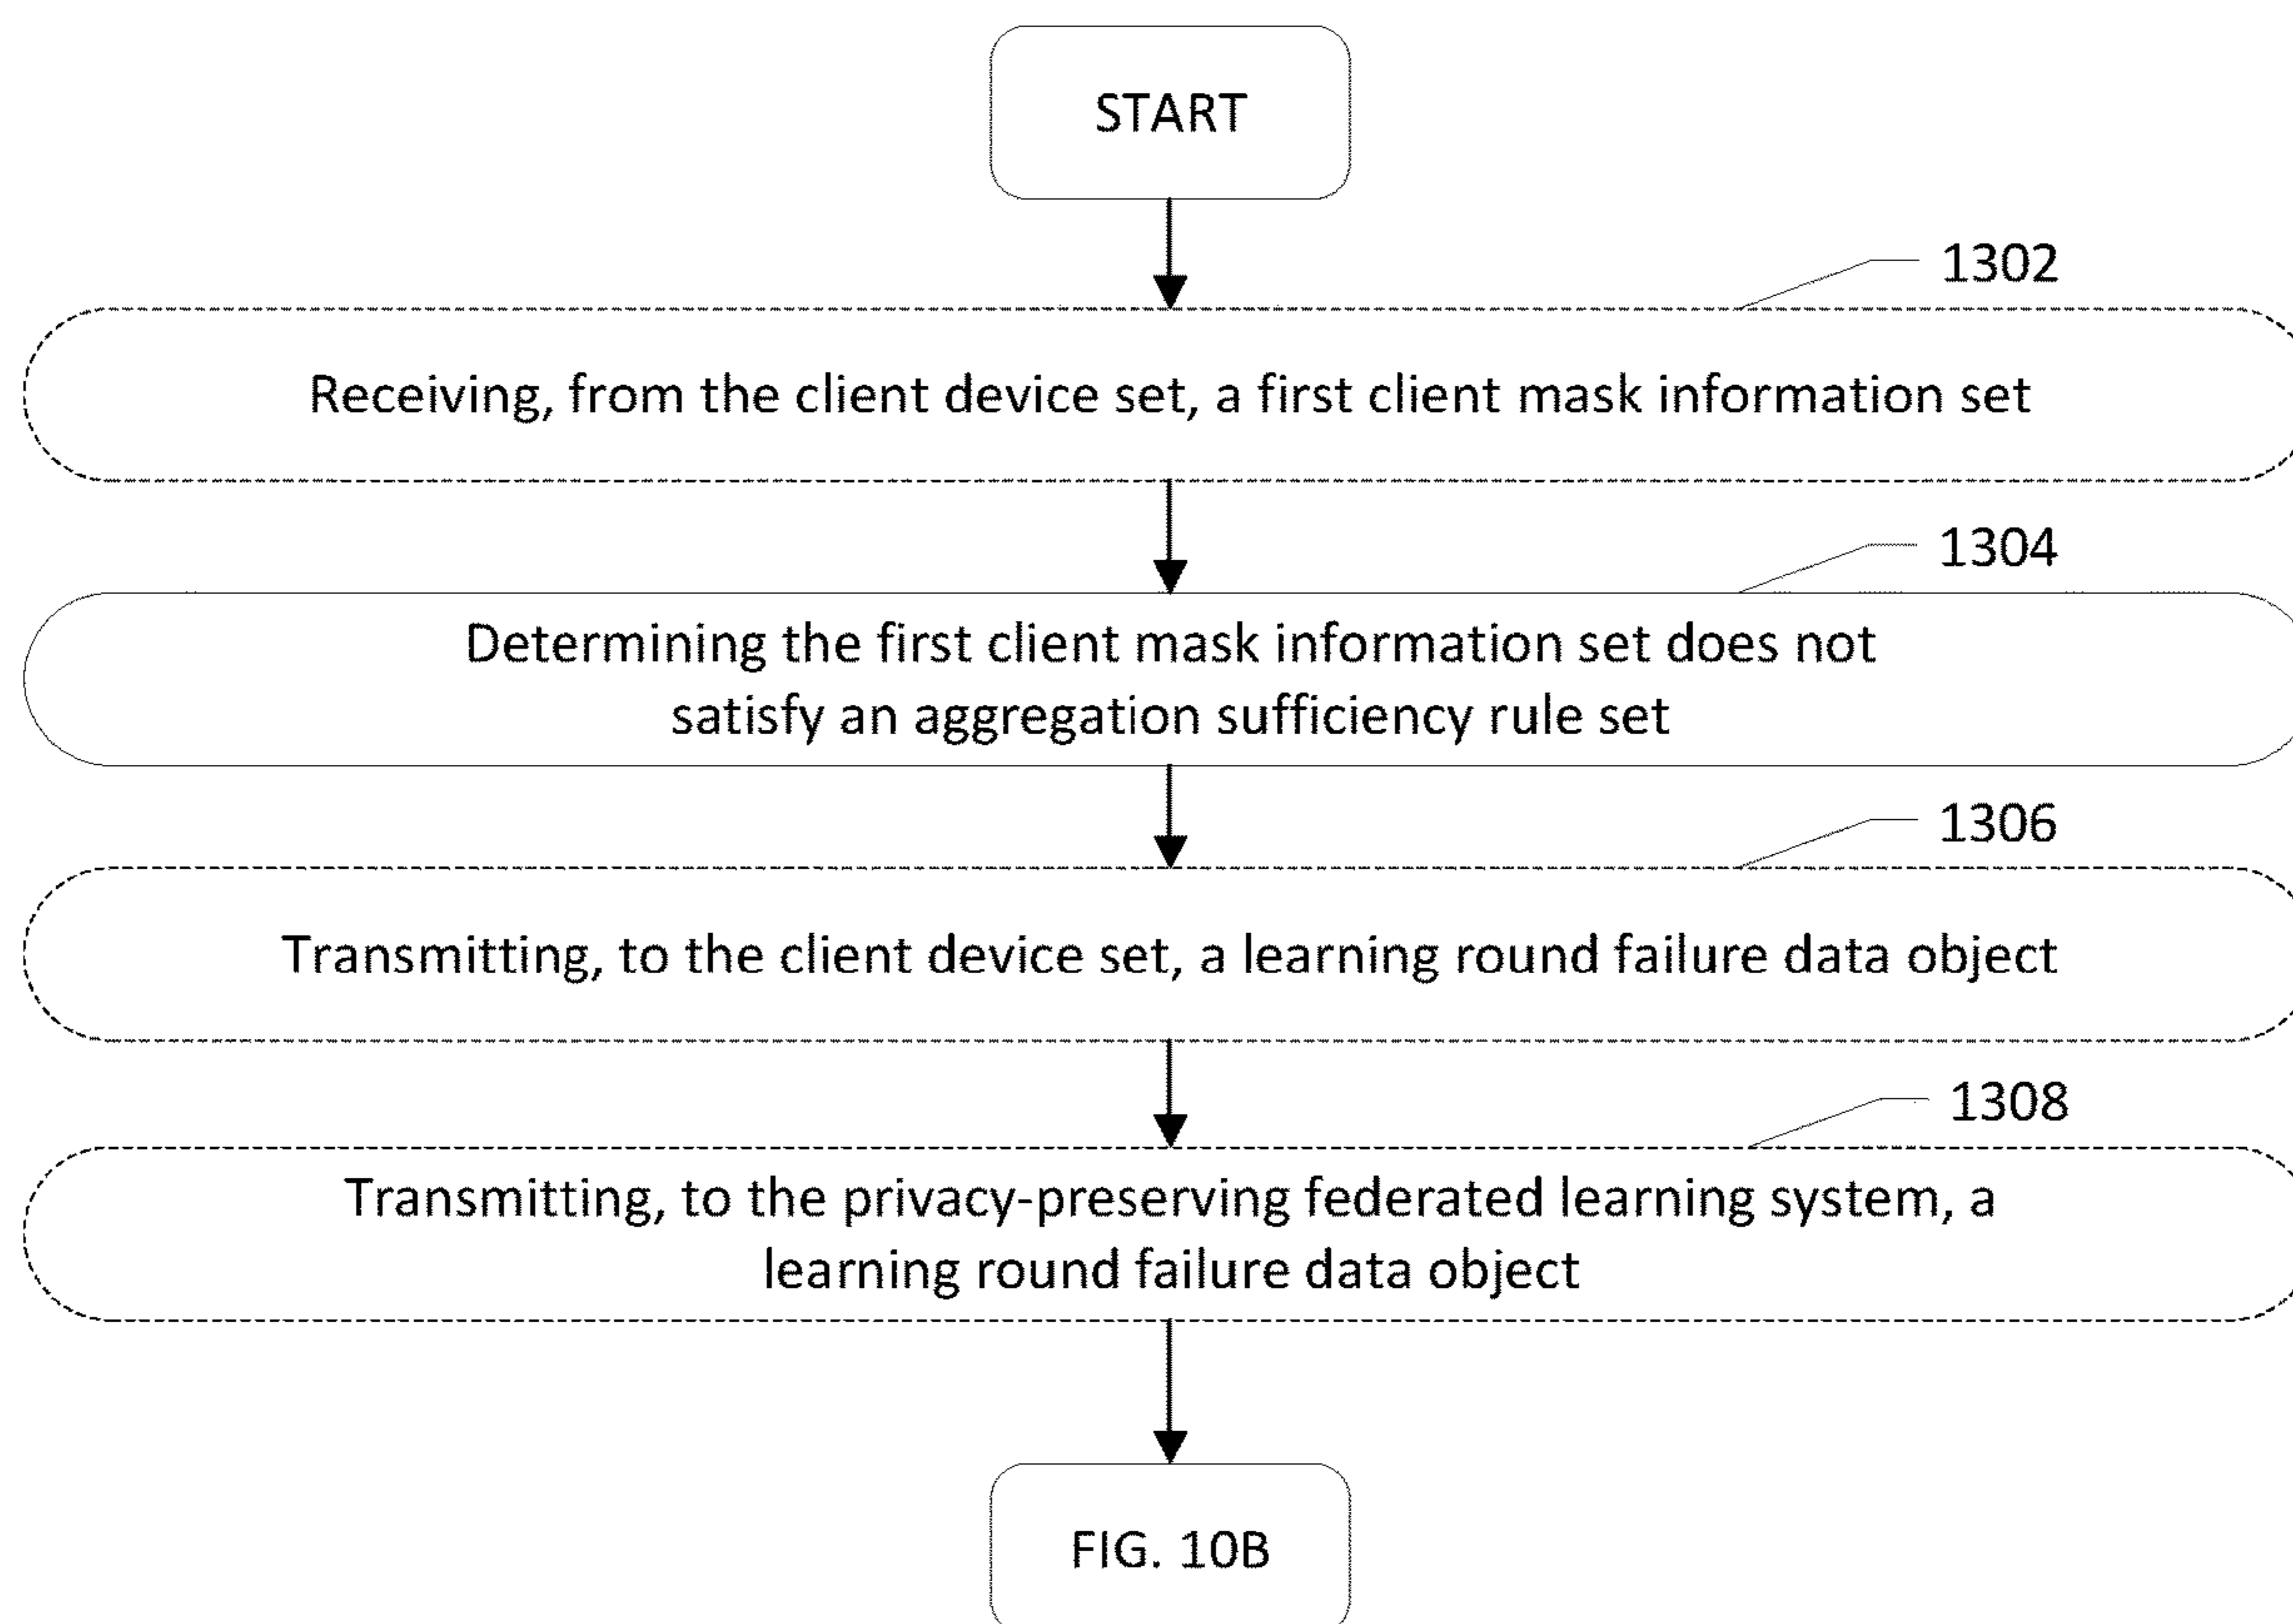 START
1302
Receiving, from the client device set, a first client mask information set
1304
Determining the first client mask information set does not
satisfy an aggregation sufficiency rule set
1306
Transmitting, to the client device set, a learning round failure data object
1308
Transmitting, to the privacy-preserving federated learning system, a
learning round failure data object
FIG. 10B